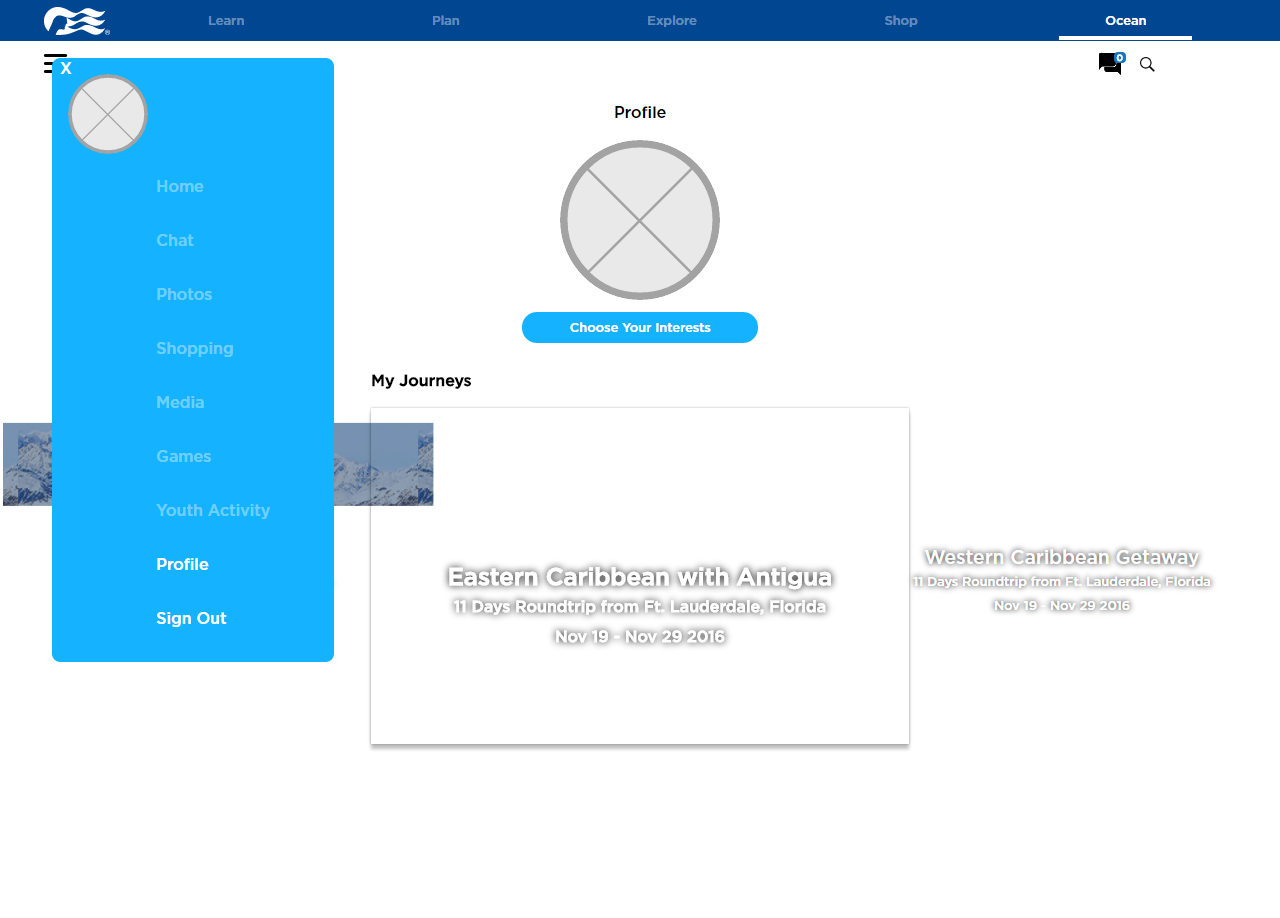 Learn
Plan
Explore
Shop
Ocean
X
0
Profile
Home
Chat
Photos
Shopping
Media
Games
Youth Activity
Profile
Sign Out
Choose Your Interests
My Journeys
Eastern Caribbean with Antigua
11 Days Roundtrip from Ft. Lauderdale, Florida
Nov 19 - Nov 29 2016
Western Caribbean Getaway
11 Days Roundtrip from Ft. Lauderdale, Florida
Nov 19 - Nov 29 2016